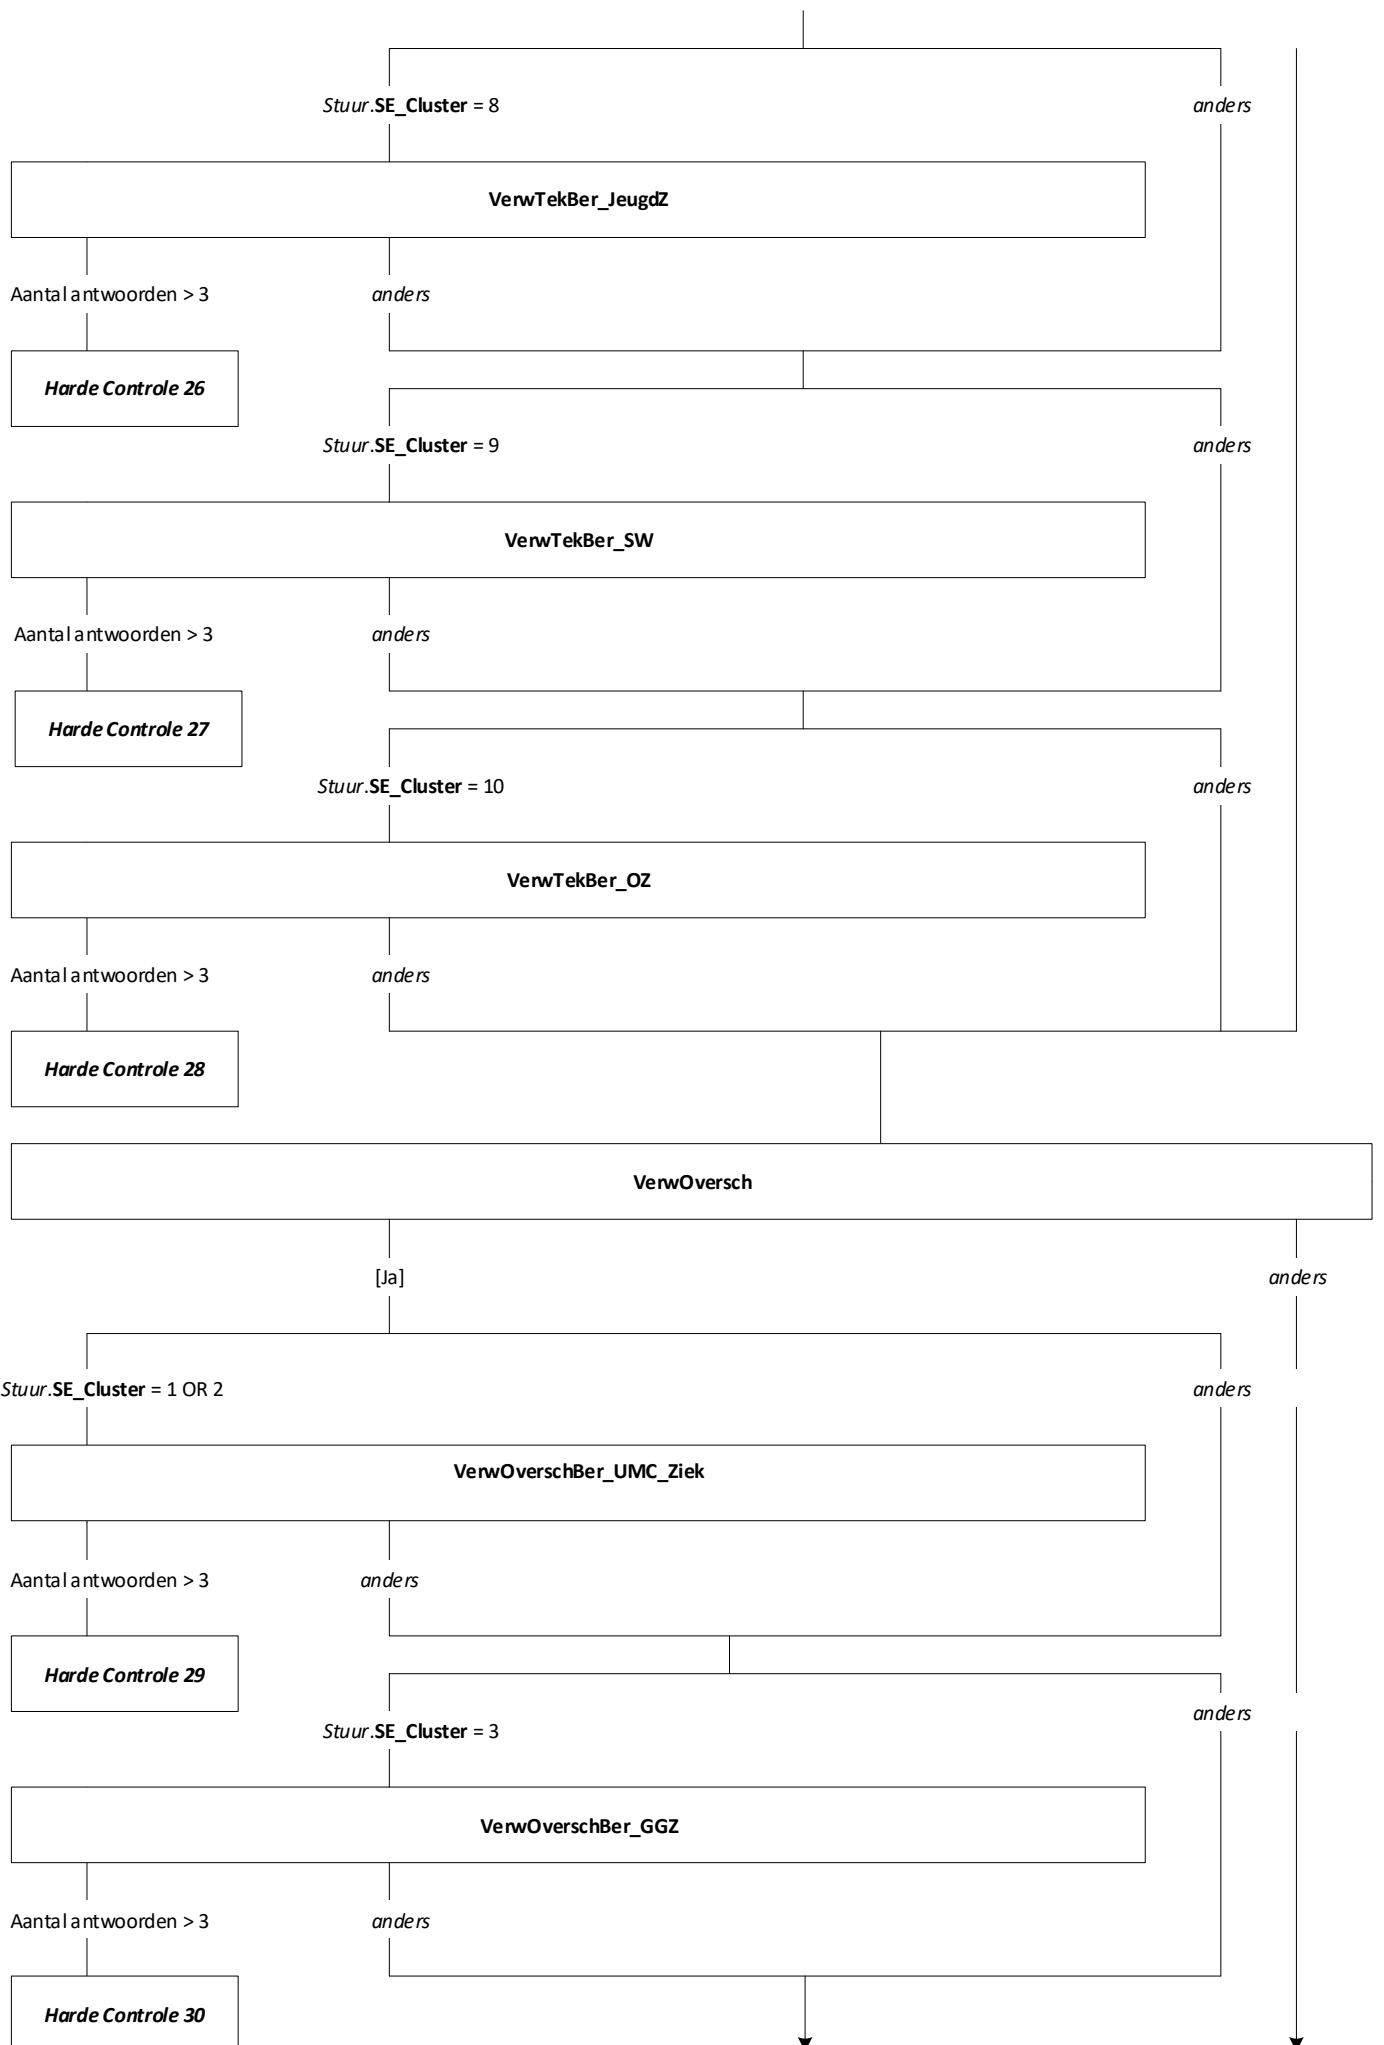 Stuur.SE_Cluster = 8
anders
VerwTekBer_JeugdZ
Aantal antwoorden > 3
anders
Harde Controle 26
Stuur.SE_Cluster = 9
anders
VerwTekBer_SW
Aantal antwoorden > 3
anders
Harde Controle 27
Stuur.SE_Cluster = 10
anders
VerwTekBer_OZ
Aantal antwoorden > 3
anders
Harde Controle 28
VerwOversch
[Ja]
anders
Stuur.SE_Cluster = 1 OR 2
anders
VerwOverschBer_UMC_Ziek
Aantal antwoorden > 3
anders
Harde Controle 29
Stuur.SE_Cluster = 3
anders
VerwOverschBer_GGZ
Aantal antwoorden > 3
anders
Harde Controle 30